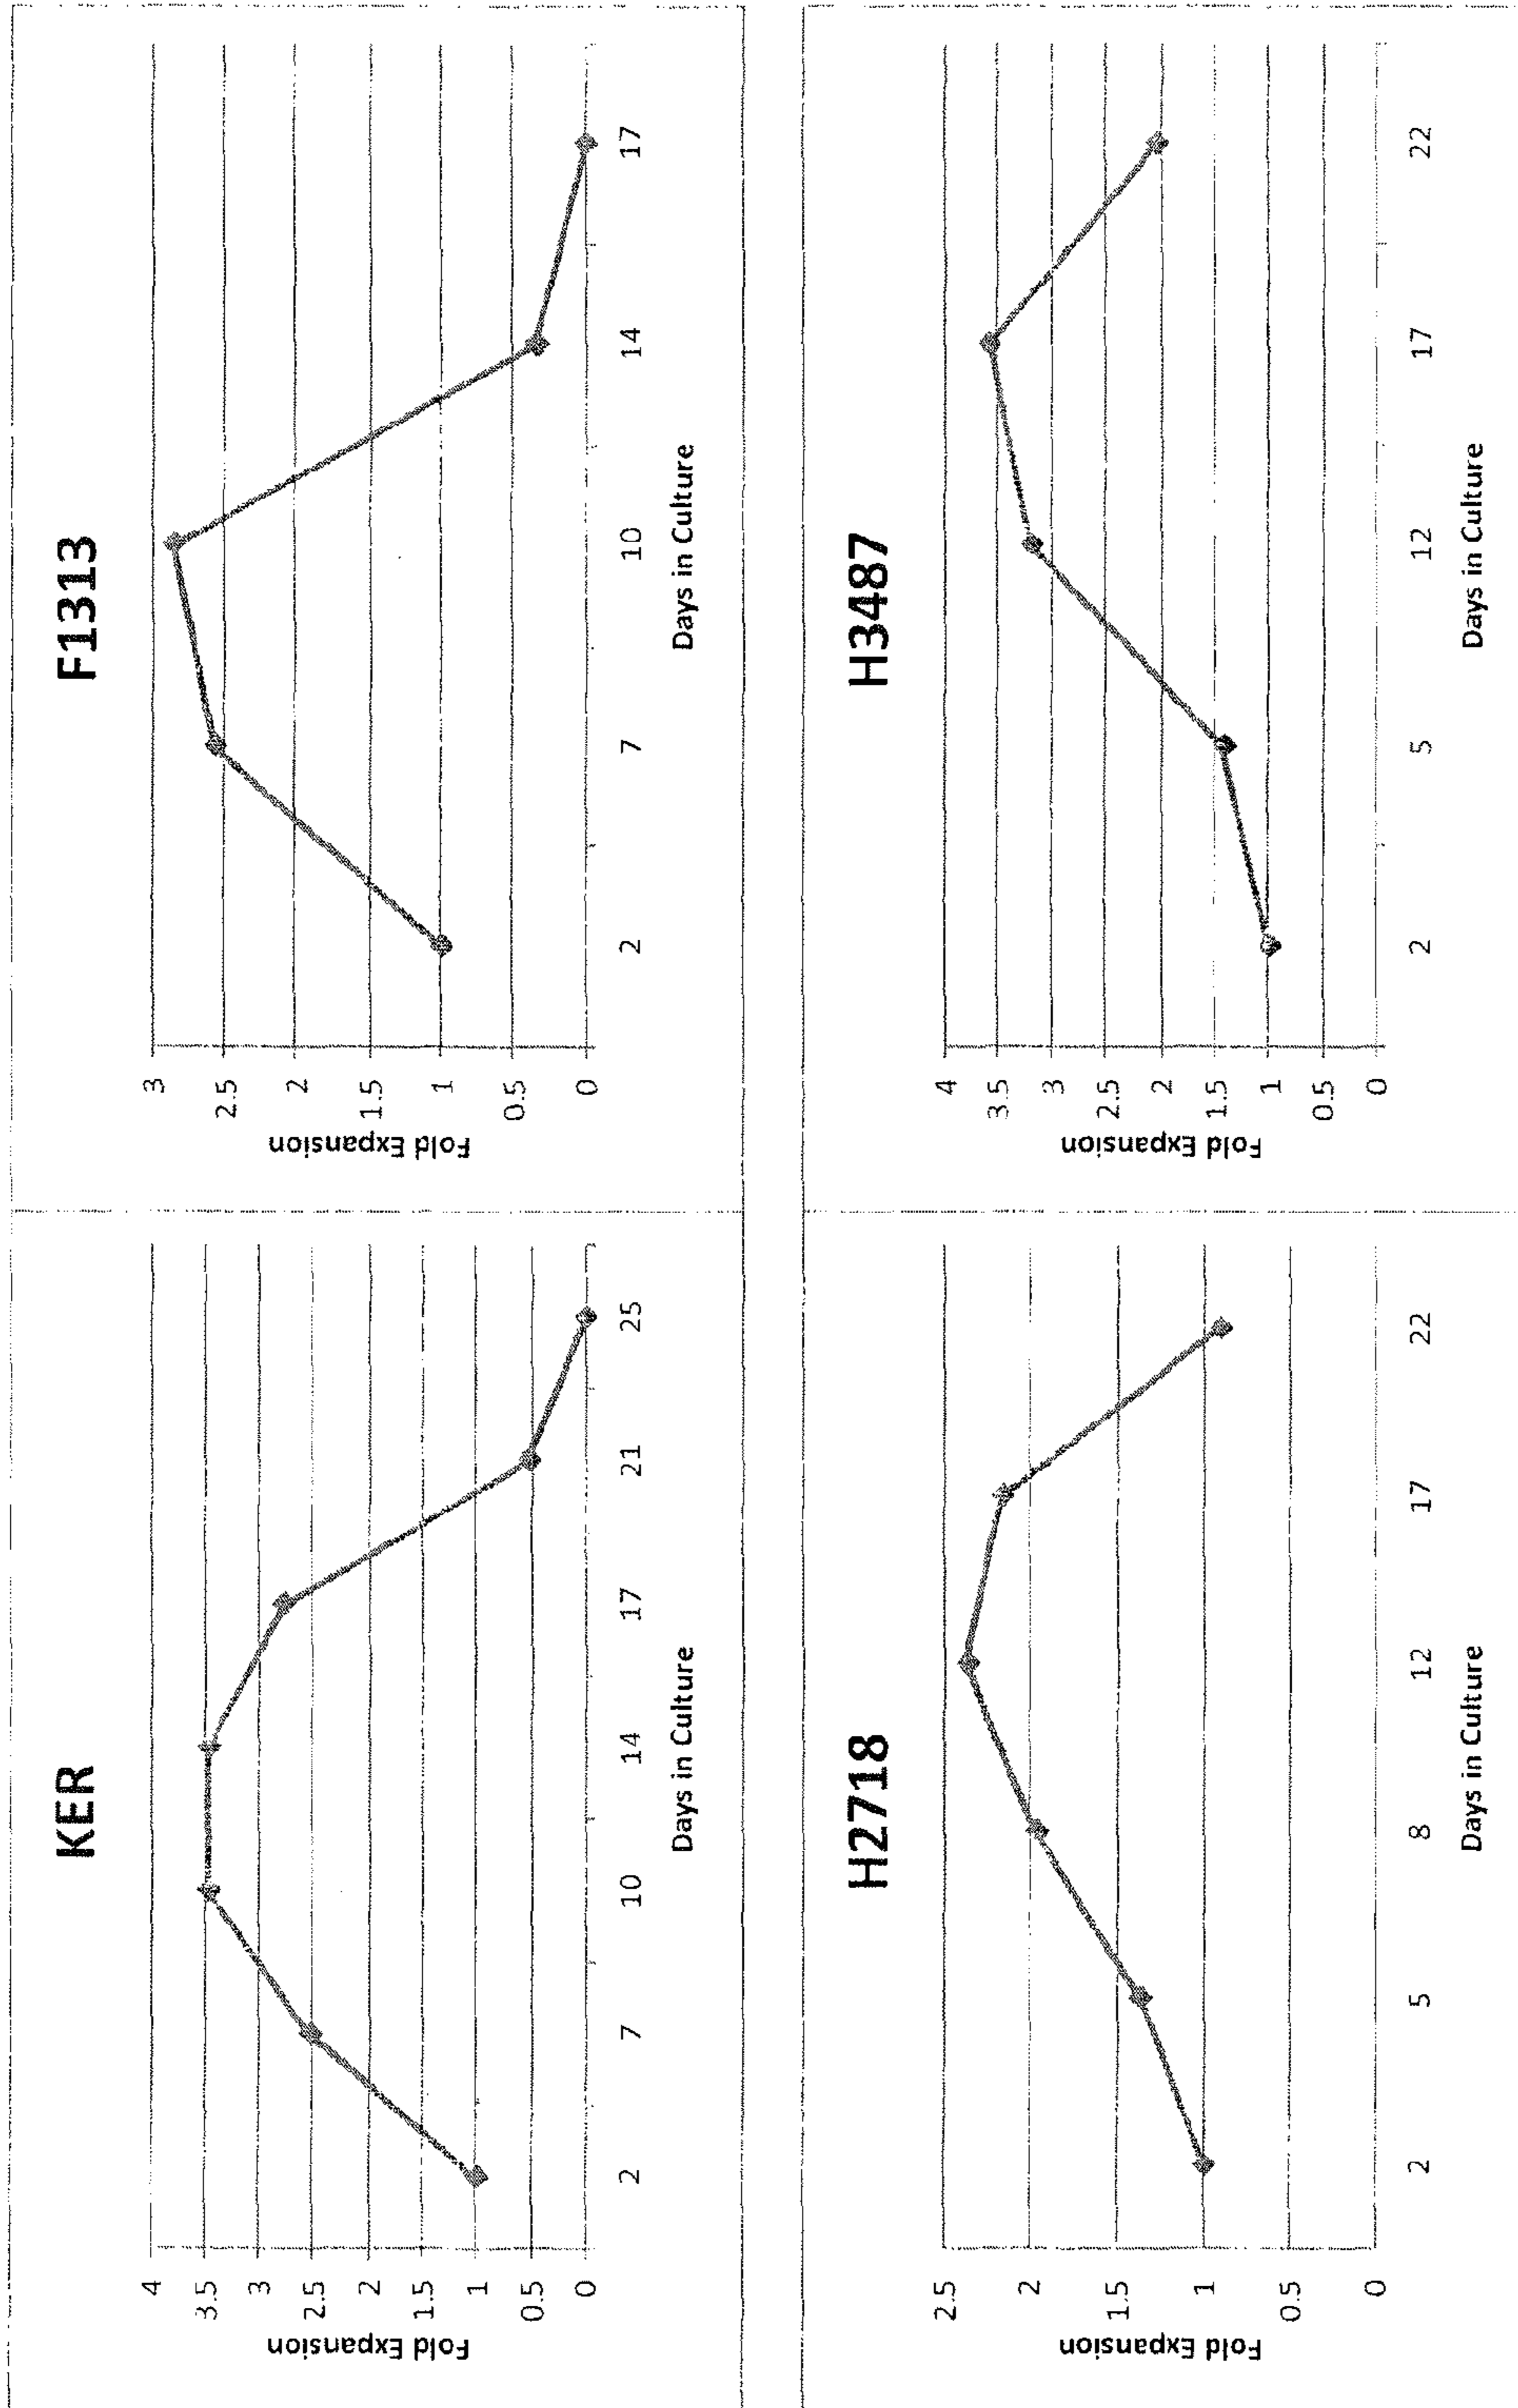 KER
Fold Expansion
4
3.5
3
2.5
2
1.5
1
0.5
0
2 7 10 14 17 21 25
Days in Culture
F1313
Fold Expansion
3
2.5
2
1.5
1
0.5
0
2 7 10 14 17
Days in Culture
H2718
Fold Expansion
2.5
2
1.5
1
0.5
0
2 5 8 12 17 22
Days in Culture
H3487
Fold Expansion
4
3.5
3
2.5
2
1.5
1
0.5
0
2 5 12 17 22
Days in Culture